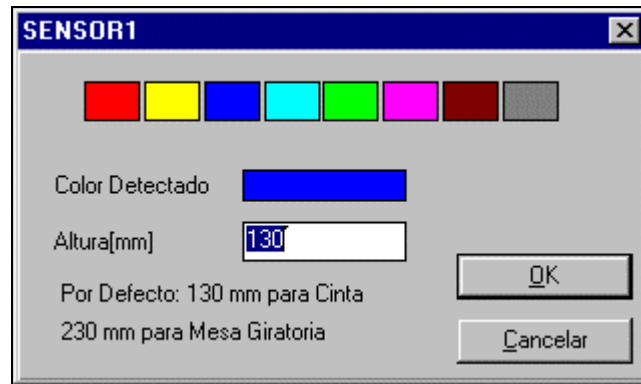 SENSOR1
Color Detectado
Altura[mm]
130
Por Defecto: 130 mm para Cinta
230 mm para Mesa Giratoria
OK
Cancelar